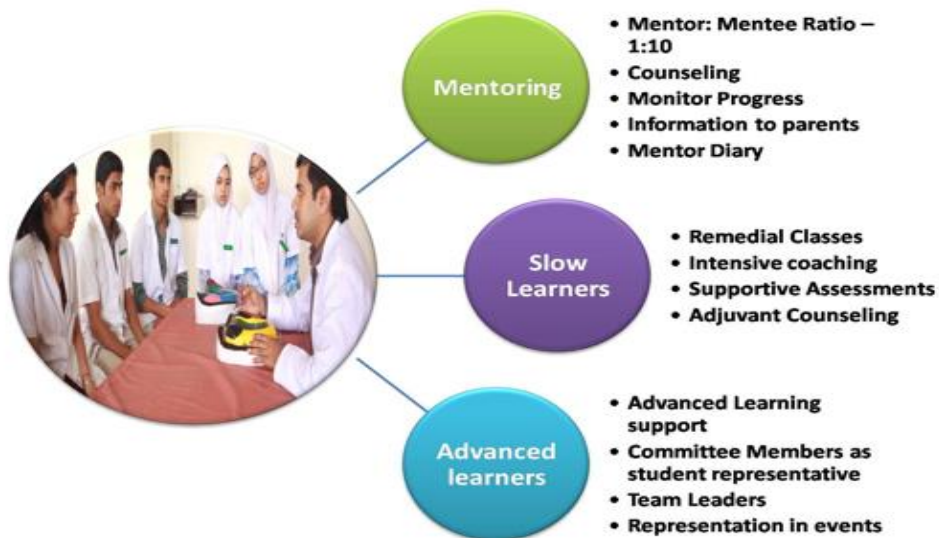 Mentoring
• Mentor: Mentee Ratio –
1:10
• Counseling
• Monitor Progress
• Information to parents
• Mentor Diary
Slow
Learners
• Remedial Classes
• Intensive coaching
• Supportive Assessments
• Adjuvant Counseling
Advanced
learners
• Advanced Learning
support
• Committee Members as
student representative
• Team Leaders
• Representation in events